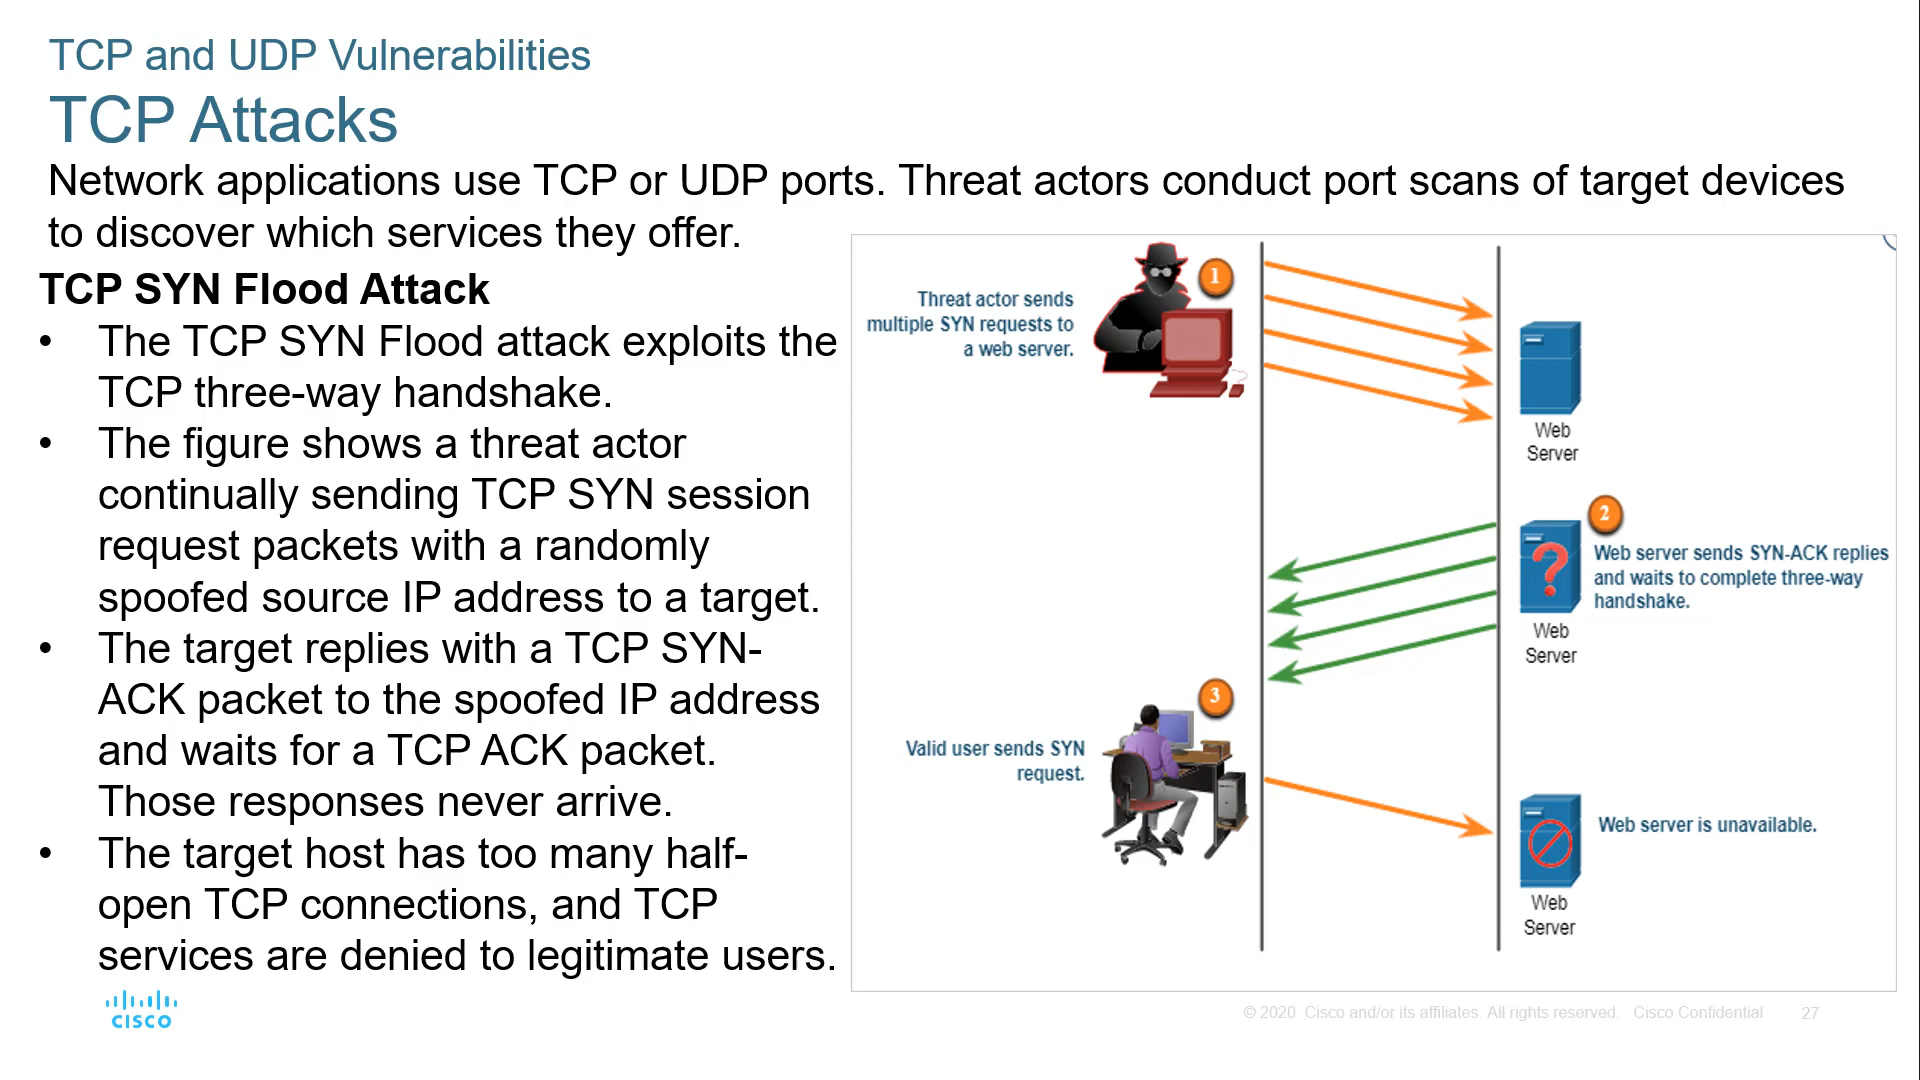 TCP and UDP Vulnerabilities
TCP Attacks
Network applications use TCP or UDP ports. Threat actors conduct port scans of target devices
to discover which services they offer.
TCP SYN Flood Attack
• The TCP SYN Flood attack exploits the
TCP three-way handshake.
• The figure shows a threat actor
continually sending TCP SYN session
request packets with a randomly
spoofed source IP address to a target.
• The target replies with a TCP SYN-
ACK packet to the spoofed IP address
and waits for a TCP ACK packet.
Those responses never arrive.
• The target host has too many half-
open TCP connections, and TCP
services are denied to legitimate users.
1
Threat actor sends
multiple SYN requests to
a web server.
Web
Server
2
Web server sends SYN-ACK replies
and waits to complete three-way
handshake.
Web
Server
3
Valid user sends SYN
request.
Web server is unavailable.
Web
Server
CISCO
© 2020 Cisco and/or its affiliates. All rights reserved. Cisco Confidential 27